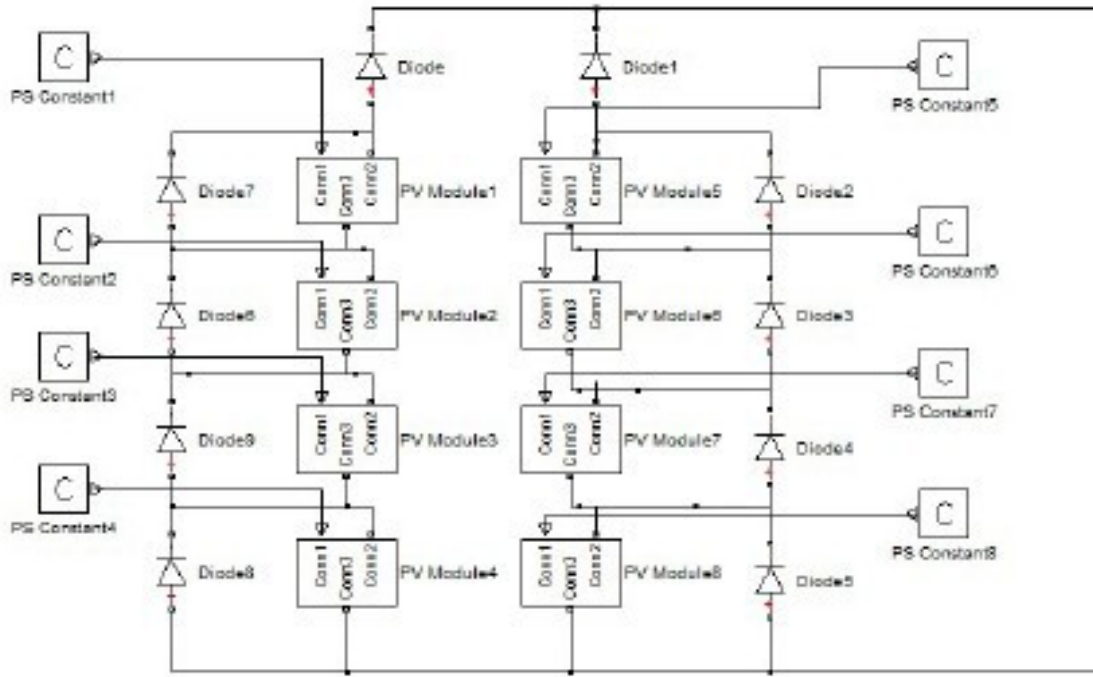 C
PS Constant1
Diode
Diode1
C
PS Constant5
Diode7
Conn1
Conn3
Conn2
PV Module1
Conn1
Conn3
Conn2
PV Module5
Diode2
C
PS Constant2
C
PS Constant6
Diode6
Conn1
Conn3
Conn2
PV Module2
Conn1
Conn3
Conn2
PV Module6
Diode3
C
PS Constant3
C
PS Constant7
Diode9
Conn1
Conn3
Conn2
PV Module3
Conn1
Conn3
Conn2
PV Module7
Diode4
C
PS Constant4
C
PS Constant8
Diode8
Conn1
Conn3
Conn2
PV Module4
Conn1
Conn3
Conn2
PV Module8
Diode5